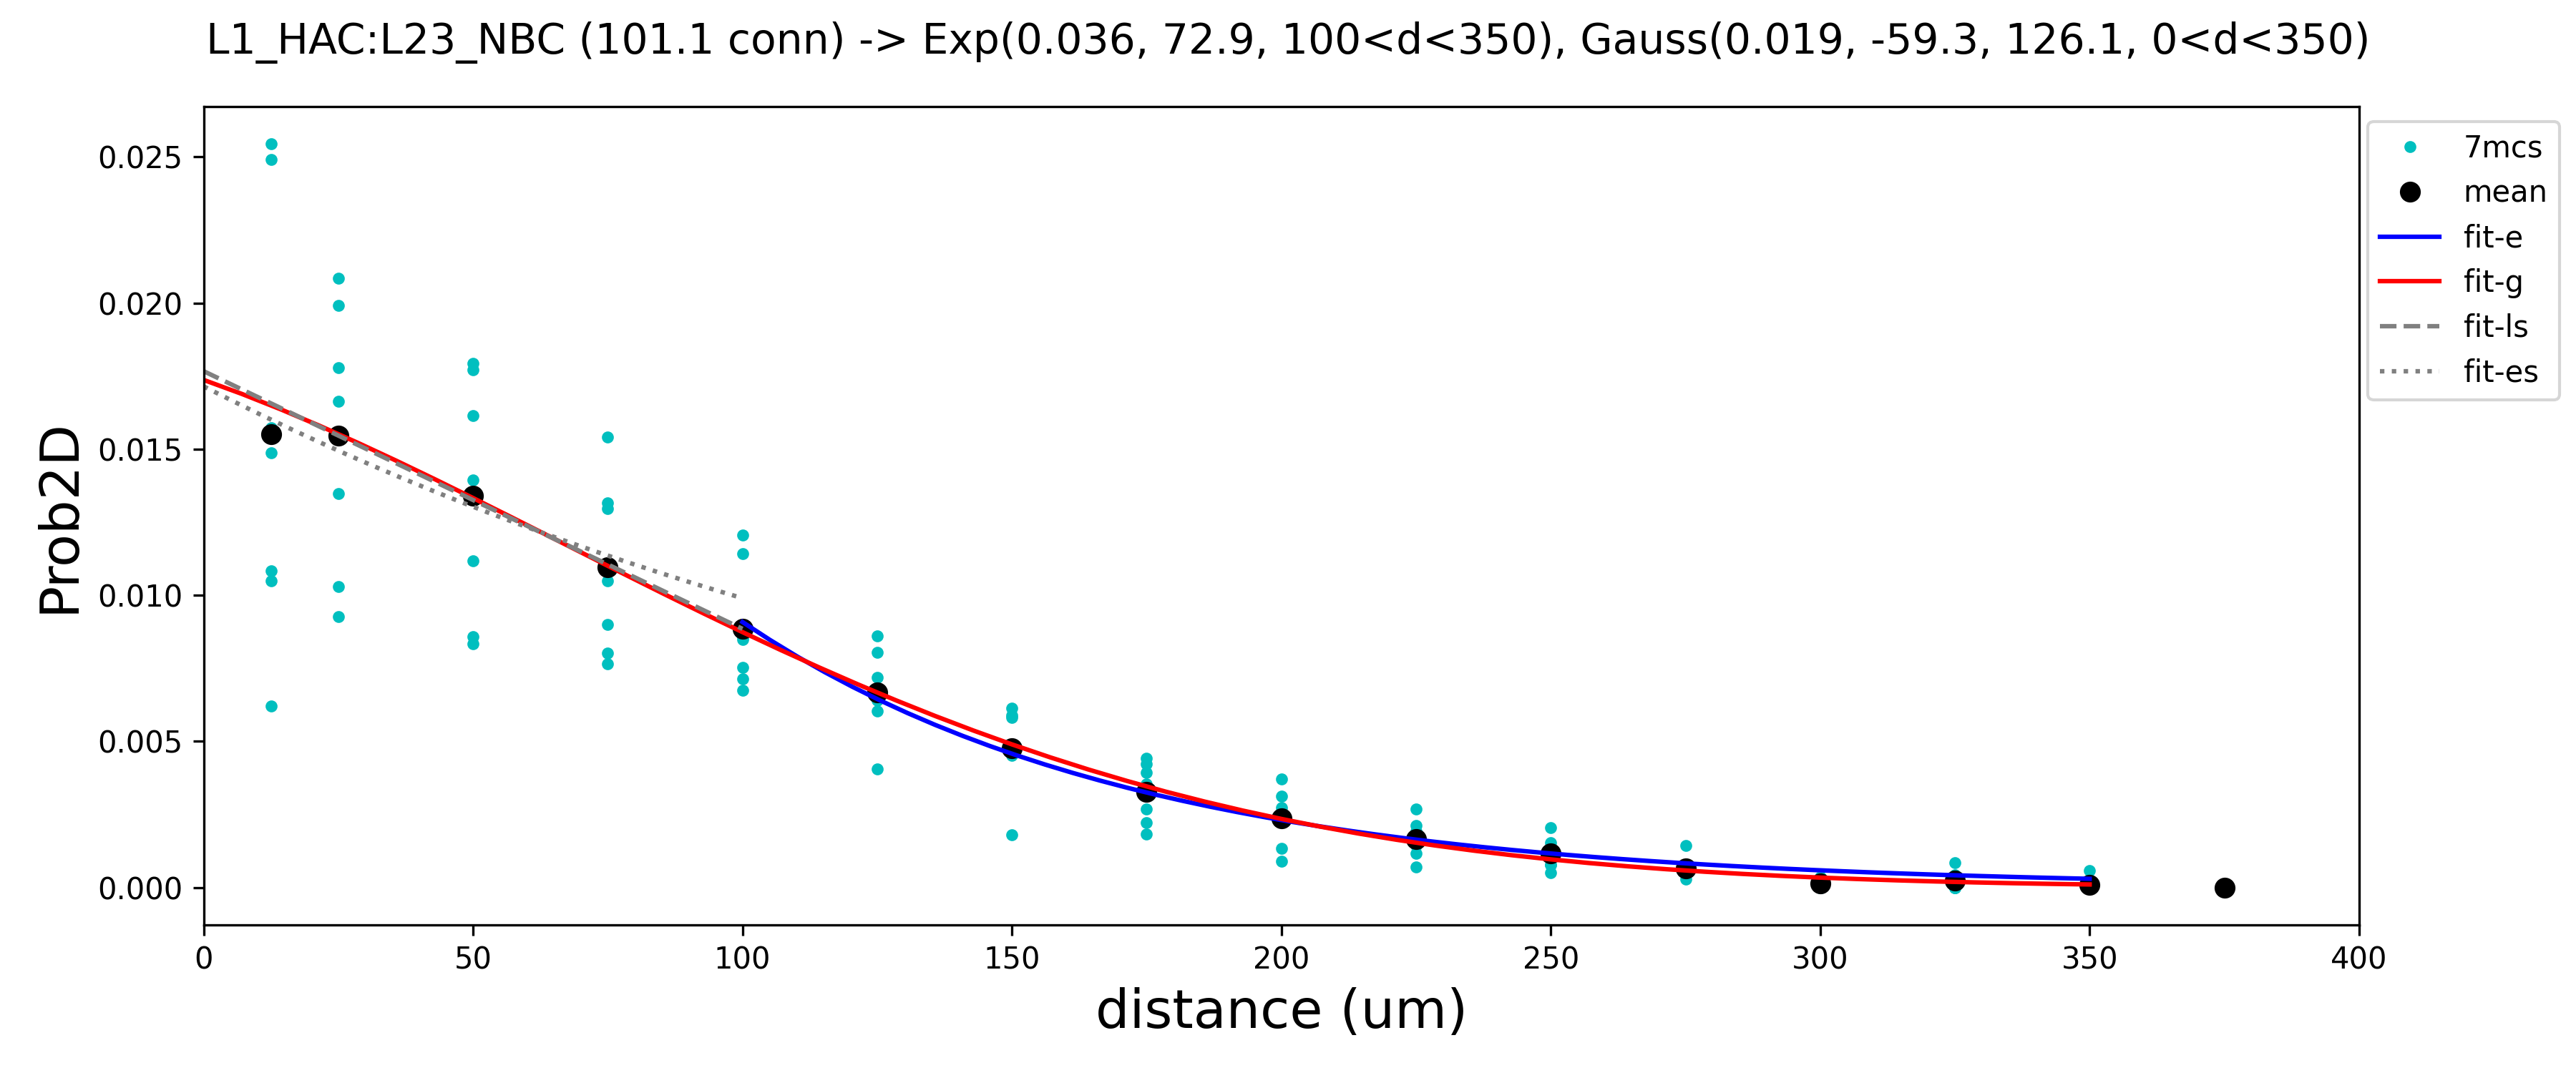 L1_HAC:L23_NBC (101.1 conn) -> Exp(0.036, 72.9, 100<d<350), Gauss(0.019, -59.3, 126.1, 0<d<350)
0.025
0.020
0.015
0.010
0.005
0.000
Prob2D
0 50 100 150 200 250 300 350 400
distance (um)
7mcs
mean
fit-e
fit-g
fit-ls
fit-es